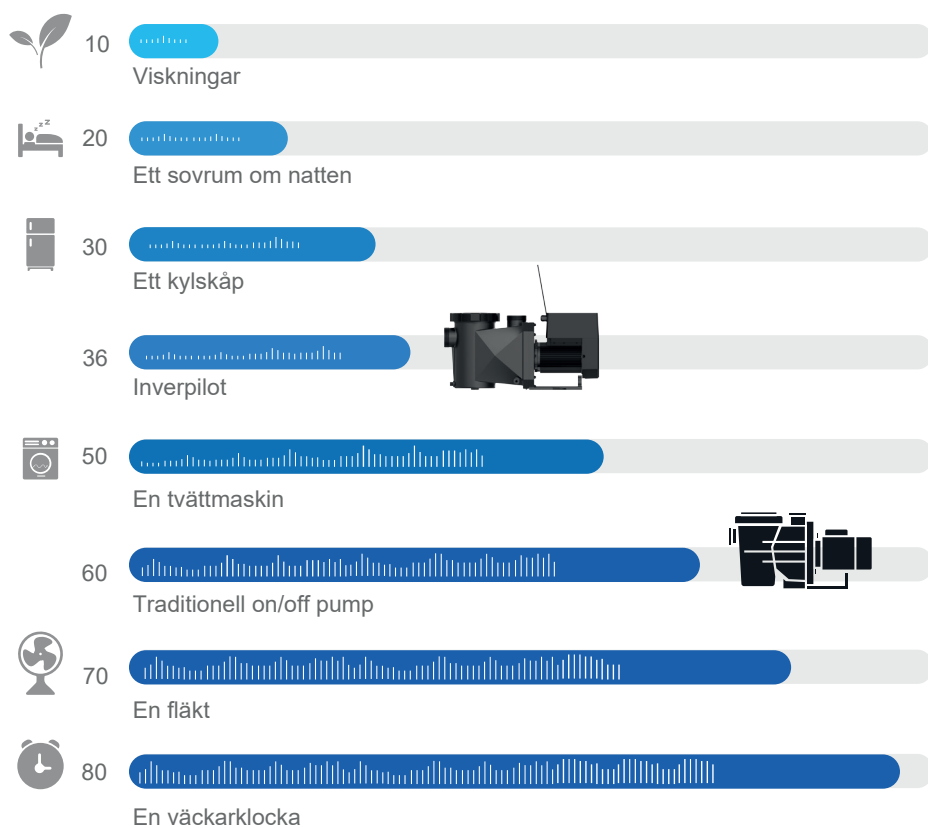 10
Viskningar
20
Ett sovrum om natten
30
Ett kylskåp
36
Inverpilot
50
En tvättmaskin
60
Traditionell on/off pump
70
En fläkt
80
En väckarklocka